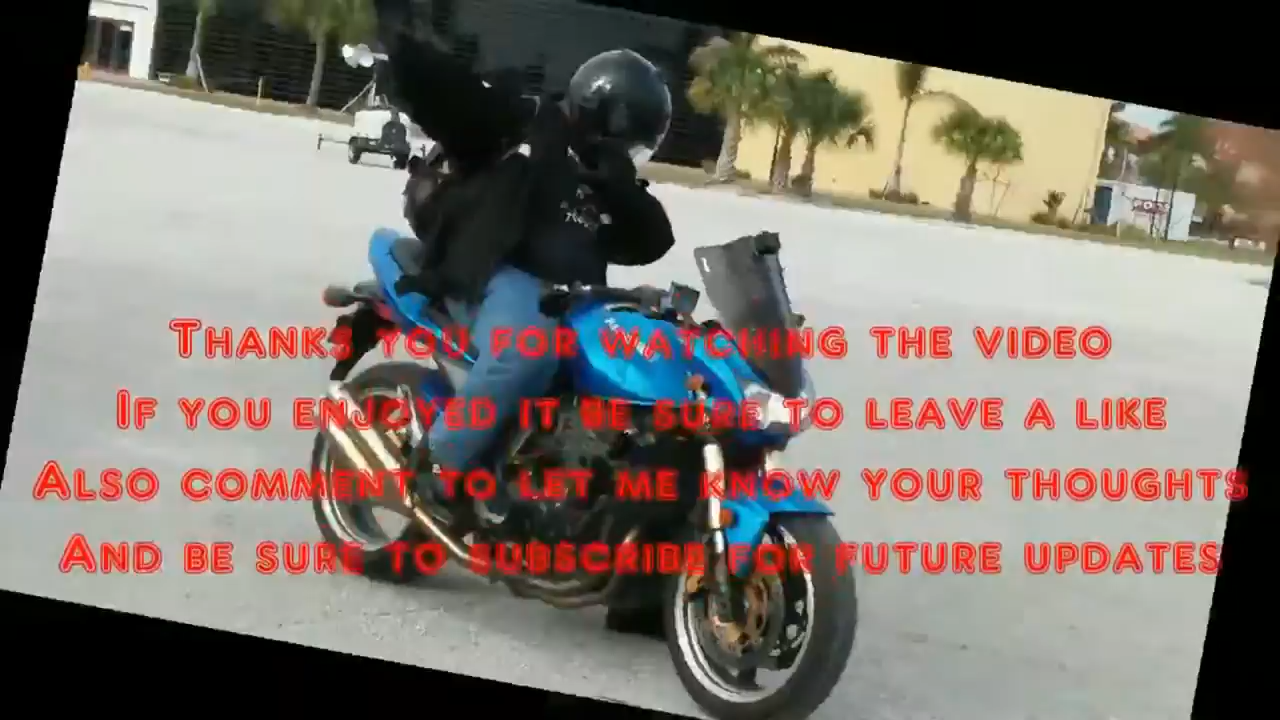 Thanks you for watching the video
If you enjoyed it be sure to leave a like
Also comment to let me know your thoughts
And be sure to subscribe for future updates